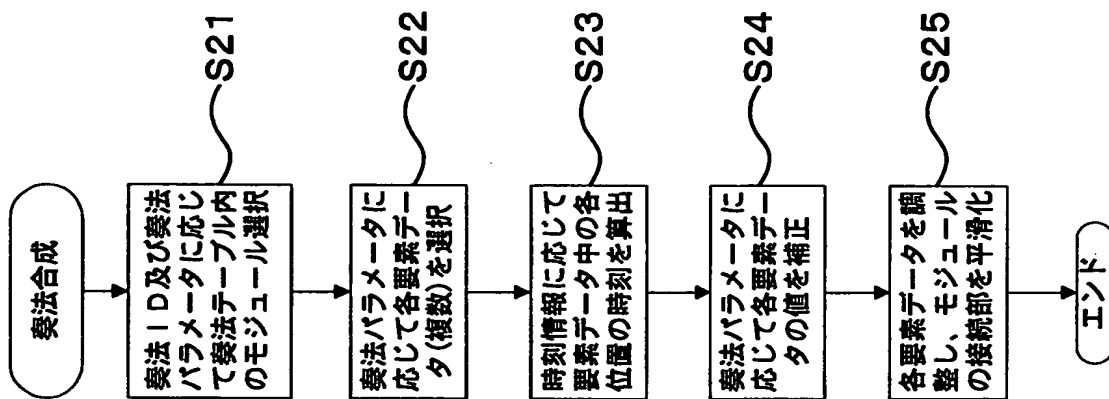 奏法合成
奏法ID及び奏法
パラメータに応じ
て奏法テーブル内
のモジュール選択
S21
奏法パラメータに
応じて各要素デー
タ(複数)を選択
S22
時刻情報に応じて
要素データ中の各
位置の時刻を算出
S23
奏法パラメータに
応じて各要素デー
タの値を補正
S24
各要素データを調
整し、モジュール
の接続部を平滑化
S25
エンド